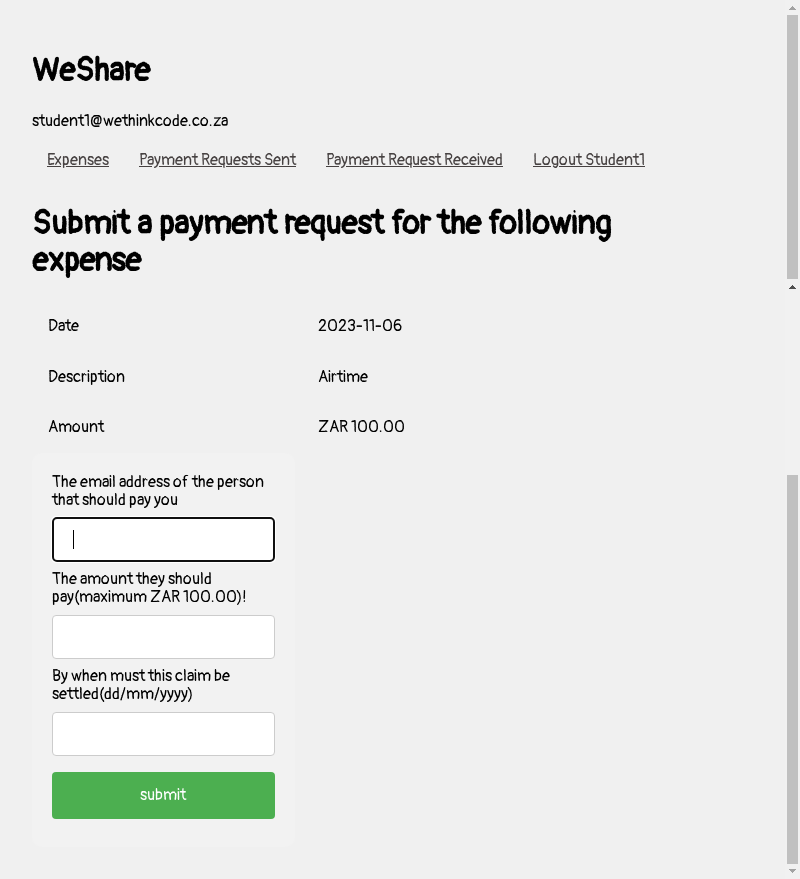 WeShare
student1@wethinkcode.co.za
Expenses Payment Requests Sent Payment Request Received Logout Student1
Submit a payment request for the following
expense
Date 2023-11-06
Description Airtime
Amount ZAR 100.00
The email address of the person
that should pay you
The amount they should
pay(maximum ZAR 100.00)!
By when must this claim be
settled(dd/mm/yyyy)
submit